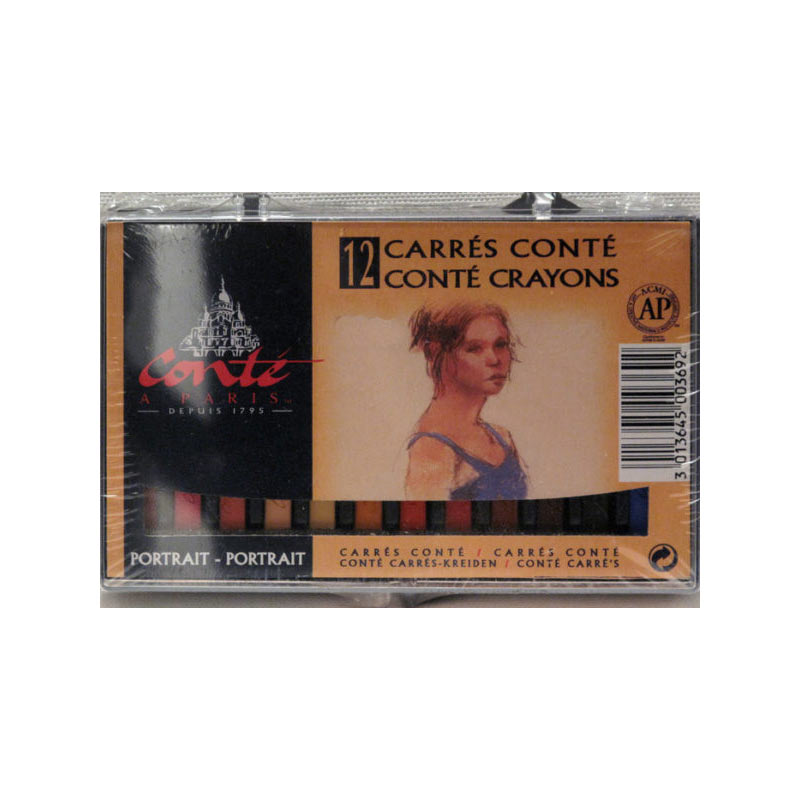 12 CARRÉS CONTÉ
CONTÉ CRAYONS
ACMI
AP
conté
A PARIS
DEPUIS 1795
3 013645 003692
PORTRAIT - PORTRAIT
CARRÉS CONTÉ / CARRÉS CONTÉ
CONTÉ CARRÉS-KREIDEN / CONTÉ CARRÉ'S